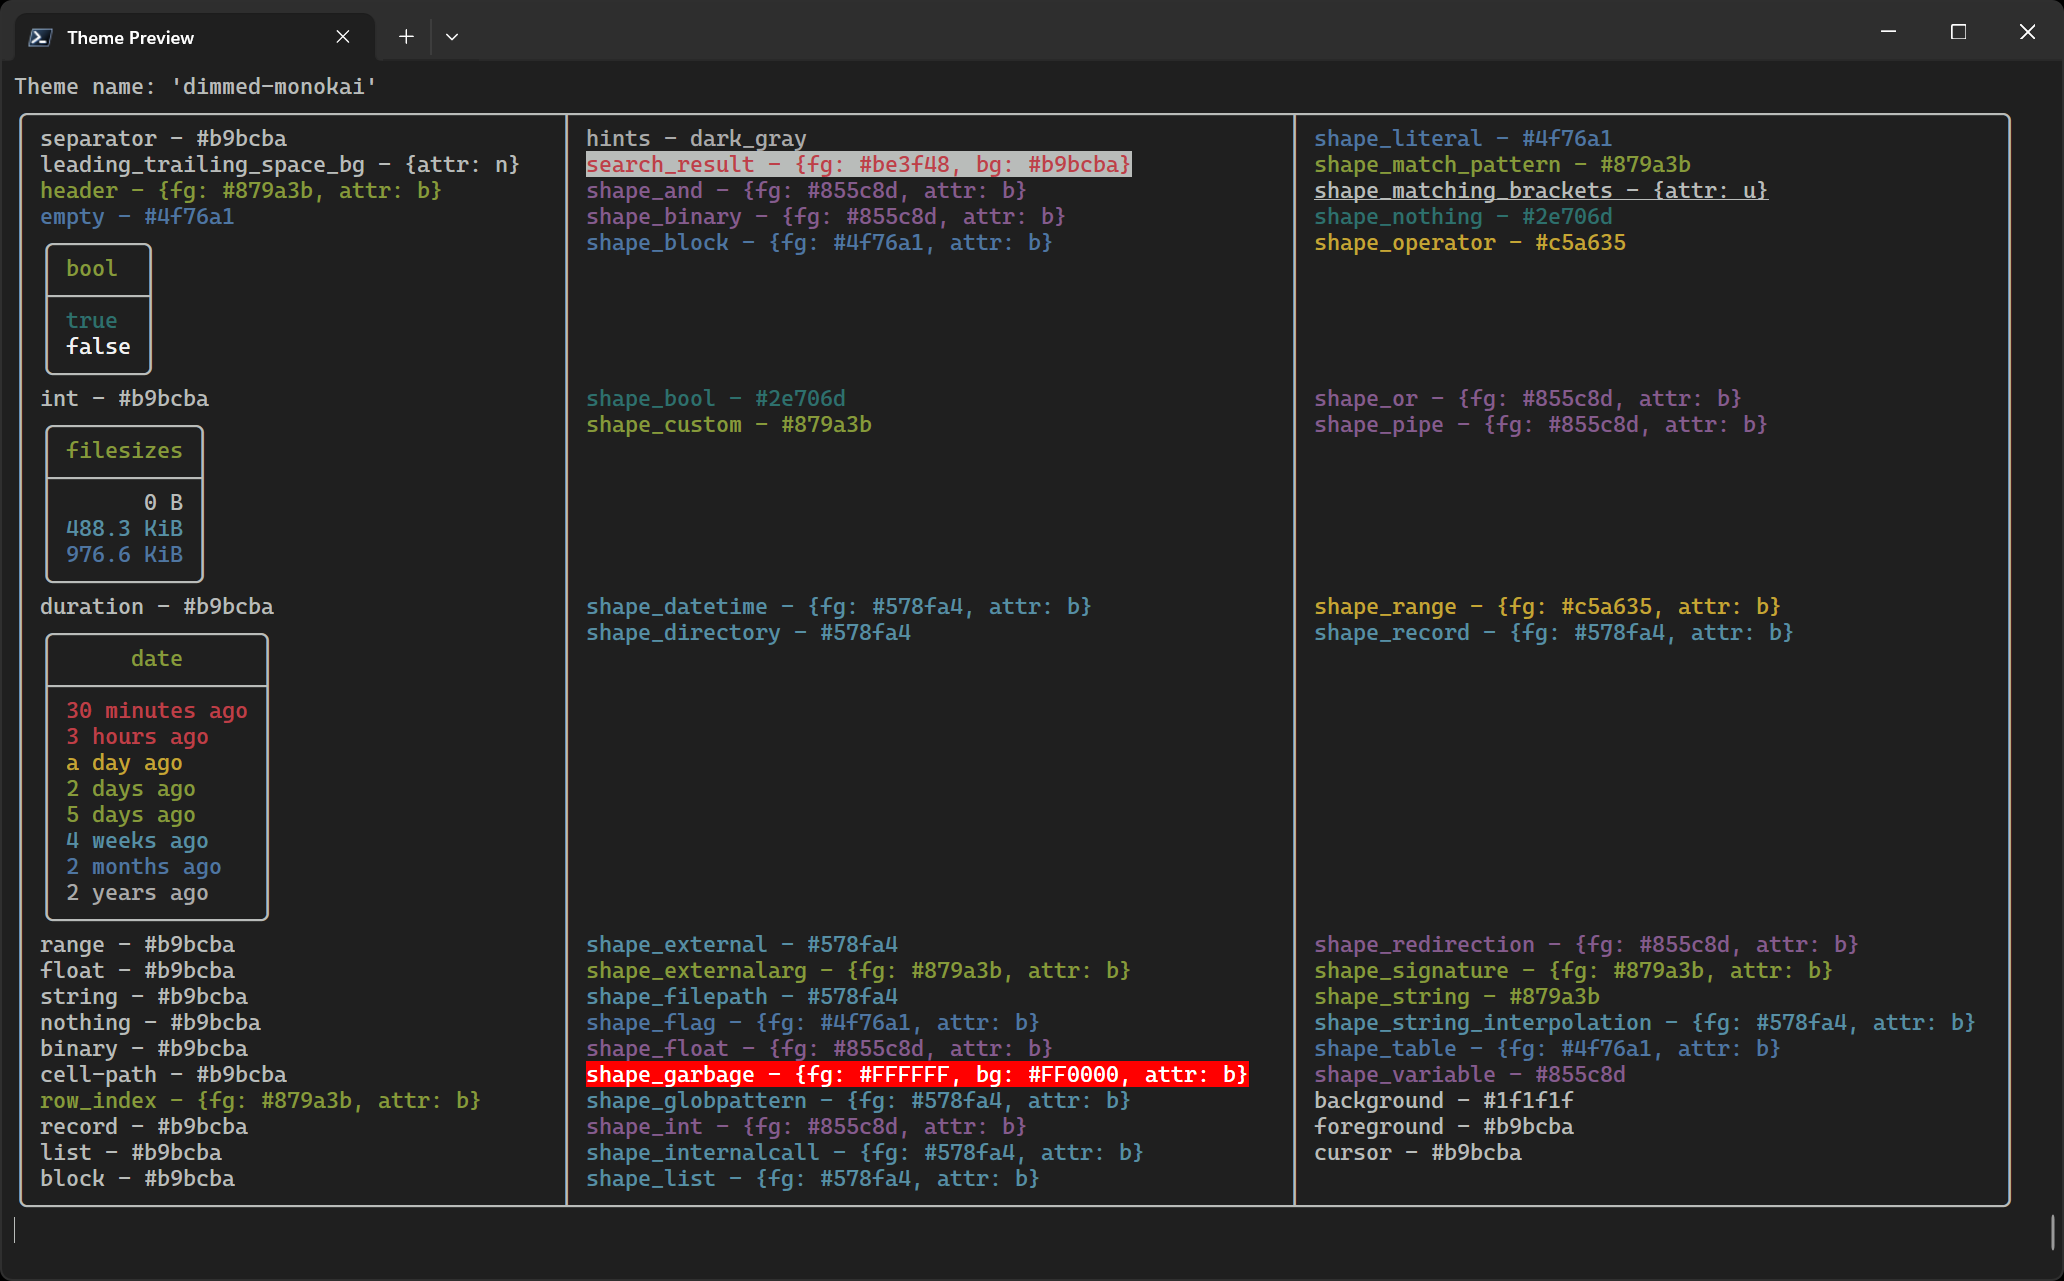 Theme Preview
Theme name: 'dimmed-monokai'
separator - #b9bcba
leading_trailing_space_bg - {attr: n}
header - {fg: #879a3b, attr: b}
empty - #4f76a1
bool
true
false
int - #b9bcba
filesizes
0 B
488.3 KiB
976.6 KiB
duration - #b9bcba
date
30 minutes ago
3 hours ago
a day ago
2 days ago
5 days ago
4 weeks ago
2 months ago
2 years ago
range - #b9bcba
float - #b9bcba
string - #b9bcba
nothing - #b9bcba
binary - #b9bcba
cell-path - #b9bcba
row_index - {fg: #879a3b, attr: b}
record - #b9bcba
list - #b9bcba
block - #b9bcba
hints - dark_gray
search_result - {fg: #be3f48, bg: #b9bcba}
shape_and - {fg: #855c8d, attr: b}
shape_binary - {fg: #855c8d, attr: b}
shape_block - {fg: #4f76a1, attr: b}
shape_bool - #2e706d
shape_custom - #879a3b
shape_datetime - {fg: #578fa4, attr: b}
shape_directory - #578fa4
shape_external - #578fa4
shape_externalarg - {fg: #879a3b, attr: b}
shape_filepath - #578fa4
shape_flag - {fg: #4f76a1, attr: b}
shape_float - {fg: #855c8d, attr: b}
shape_garbage - {fg: #FFFFFF, bg: #FF0000, attr: b}
shape_globpattern - {fg: #578fa4, attr: b}
shape_int - {fg: #855c8d, attr: b}
shape_internalcall - {fg: #578fa4, attr: b}
shape_list - {fg: #578fa4, attr: b}
shape_literal - #4f76a1
shape_match_pattern - #879a3b
shape_matching_brackets - {attr: u}
shape_nothing - #2e706d
shape_operator - #c5a635
shape_or - {fg: #855c8d, attr: b}
shape_pipe - {fg: #855c8d, attr: b}
shape_range - {fg: #c5a635, attr: b}
shape_record - {fg: #578fa4, attr: b}
shape_redirection - {fg: #855c8d, attr: b}
shape_signature - {fg: #879a3b, attr: b}
shape_string - #879a3b
shape_string_interpolation - {fg: #578fa4, attr: b}
shape_table - {fg: #4f76a1, attr: b}
shape_variable - #855c8d
background - #1f1f1f
foreground - #b9bcba
cursor - #b9bcba